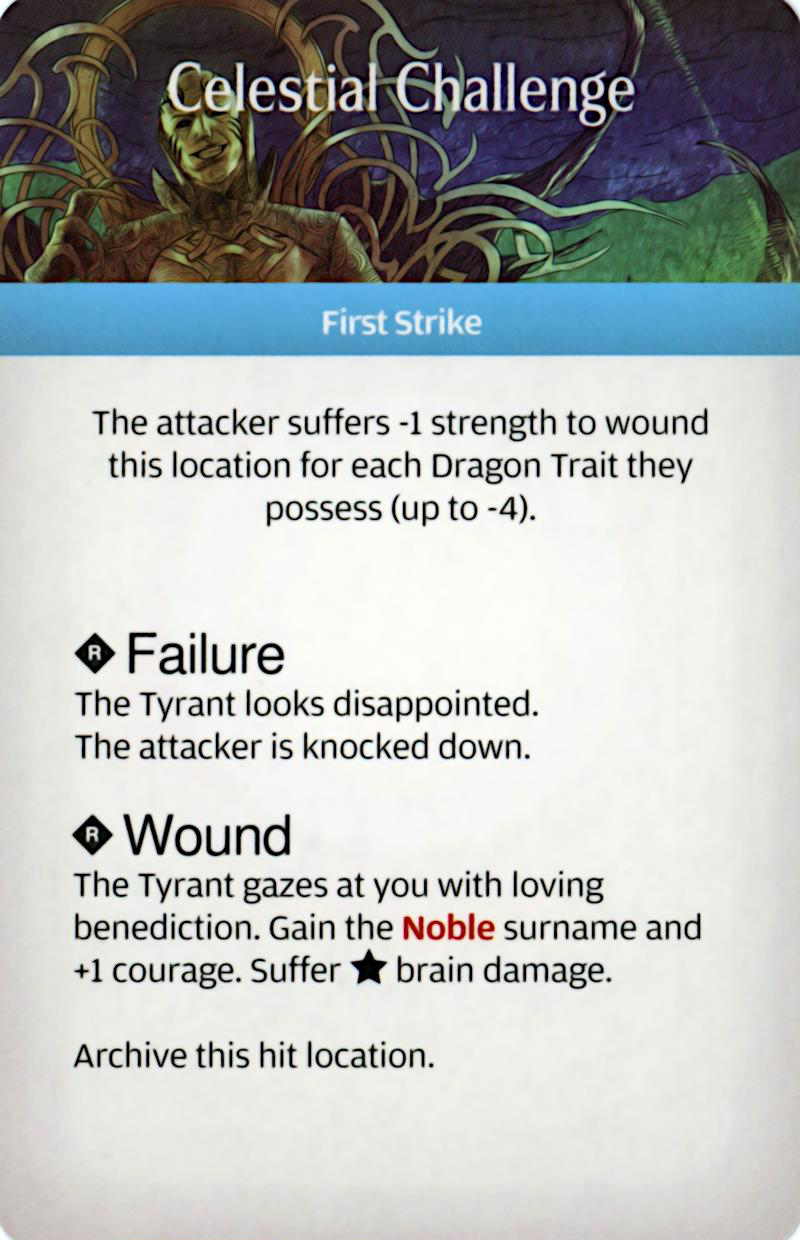 Celestial Challenge
First Strike
The attacker suffers -1 strength to wound
this location for each Dragon Trait they
possess (up to -4).
R Failure
The Tyrant looks disappointed.
The attacker is knocked down.
R Wound
The Tyrant gazes at you with loving
benediction. Gain the Noble surname and
+1 courage. Suffer ★ brain damage.
Archive this hit location.